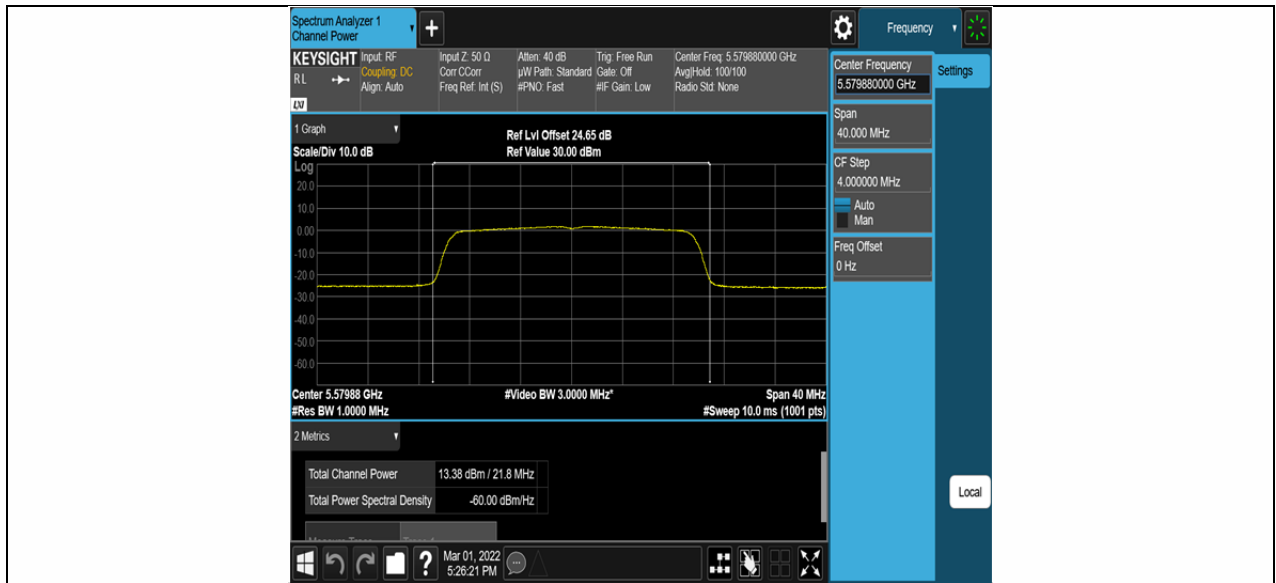 Spectrum Analyzer 1
Channel Power
+
Frequency
KEYSIGHT
RL
LXI
Input: RF
Coupling: DC
Align: Auto
Input Z: 50 Ω
Corr CCorr
Freq Ref: Int (S)
Atten: 40 dB
µW Path: Standard
#PNO: Fast
Trig: Free Run
Gate: Off
#IF Gain: Low
Center Freq: 5.579880000 GHz
Avg|Hold: 100/100
Radio Std: None
Center Frequency
5.579880000 GHz
Settings
Span
40.000 MHz
CF Step
4.000000 MHz
Auto
Man
Freq Offset
0 Hz
Local
1 Graph
Scale/Div 10.0 dB
Ref Lvl Offset 24.65 dB
Ref Value 30.00 dBm
Log
20.0
10.0
0.00
-10.0
-20.0
-30.0
-40.0
-50.0
-60.0
Center 5.57988 GHz
#Video BW 3.0000 MHz*
Span 40 MHz
#Res BW 1.0000 MHz
#Sweep 10.0 ms (1001 pts)
2 Metrics
Total Channel Power 13.38 dBm / 21.8 MHz
Total Power Spectral Density -60.00 dBm/Hz
?
Mar 01, 2022
5:26:21 PM